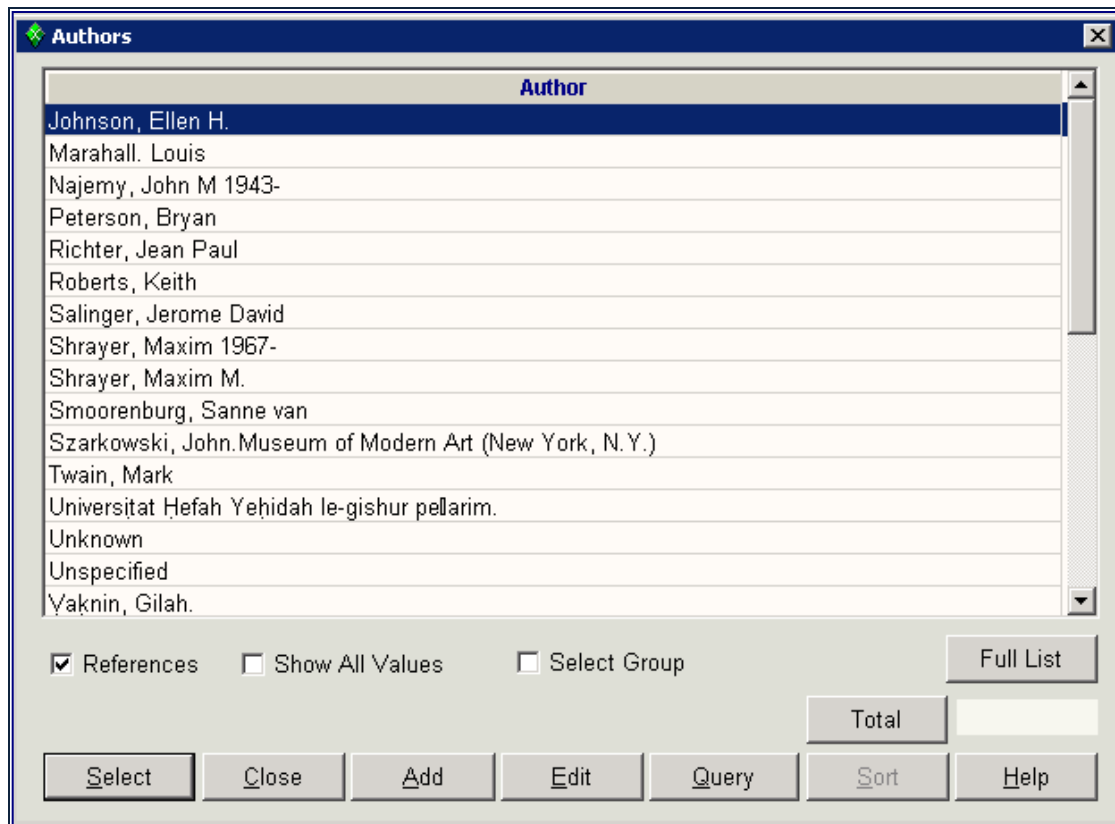 Authors
Author
Johnson, Ellen H.
Marahall. Louis
Najemy, John M 1943-
Peterson, Bryan
Richter, Jean Paul
Roberts, Keith
Salinger, Jerome David
Shrayer, Maxim 1967-
Shrayer, Maxim M.
Smoorenburg, Sanne van
Szarkowski, John.Museum of Modern Art (New York, N.Y.)
Twain, Mark
Universiṭat Ḥefah Yeḥidah le-gishur
Unknown
Unspecified
Ṿaḳnin, Gilah.
References Show All Values Select Group Full List
Total
Select Close Add Edit Query Sort Help